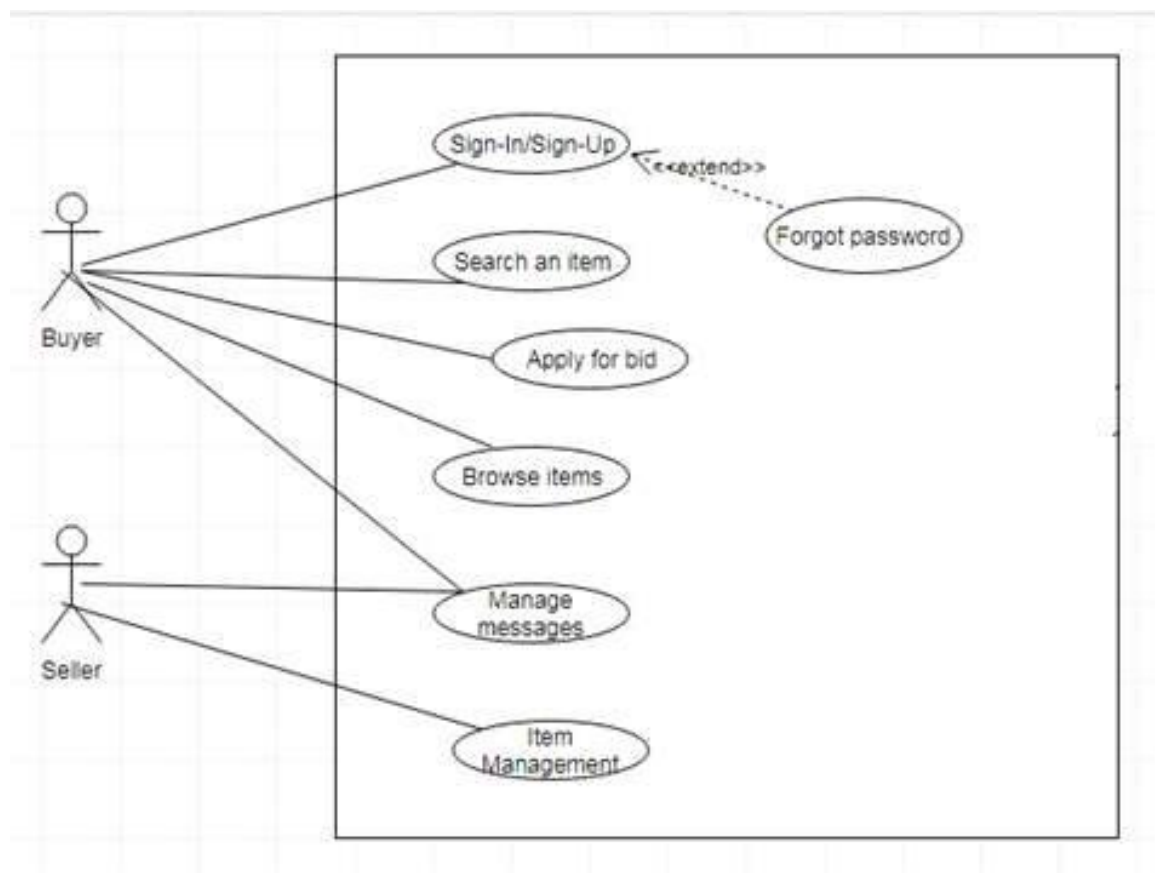 Sign-In/Sign-Up
<<extend>>
Forgot password
Search an item
Buyer
Apply for bid
Browse items
Manage
messages
Seller
Item
Management